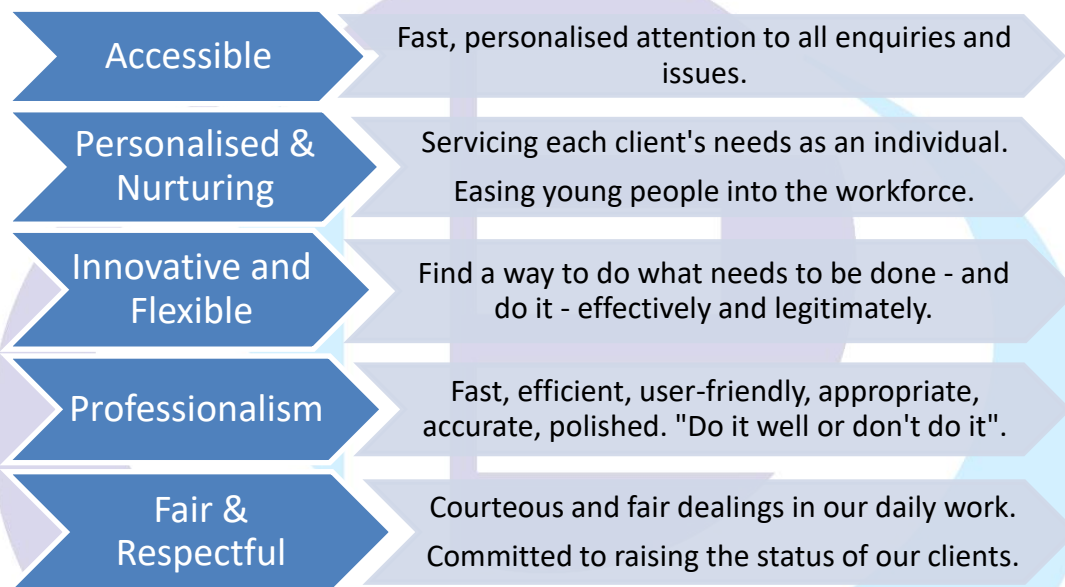 Accessible
Fast, personalised attention to all enquiries and
issues.
Personalised &
Nurturing
Servicing each client's needs as an individual.
Easing young people into the workforce.
Innovative and
Flexible
Find a way to do what needs to be done - and
do it - effectively and legitimately.
Professionalism
Fast, efficient, user-friendly, appropriate,
accurate, polished. "Do it well or don't do it".
Fair &
Respectful
Courteous and fair dealings in our daily work.
Committed to raising the status of our clients.